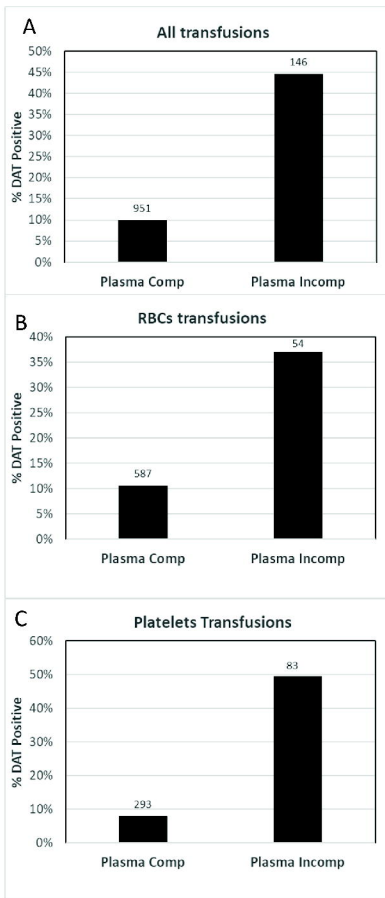 A
All transfusions
50%
45%
40%
35%
30%
25%
20%
15%
10%
5%
0%
% DAT Positive
951
146
Plasma Comp
Plasma Incomp
B
RBCs transfusions
40%
35%
30%
25%
20%
15%
10%
5%
0%
% DAT Positive
587
54
Plasma Comp
Plasma Incomp
C
Platelets Transfusions
60%
50%
40%
30%
20%
10%
0%
% DAT Positive
293
83
Plasma Comp
Plasma Incomp